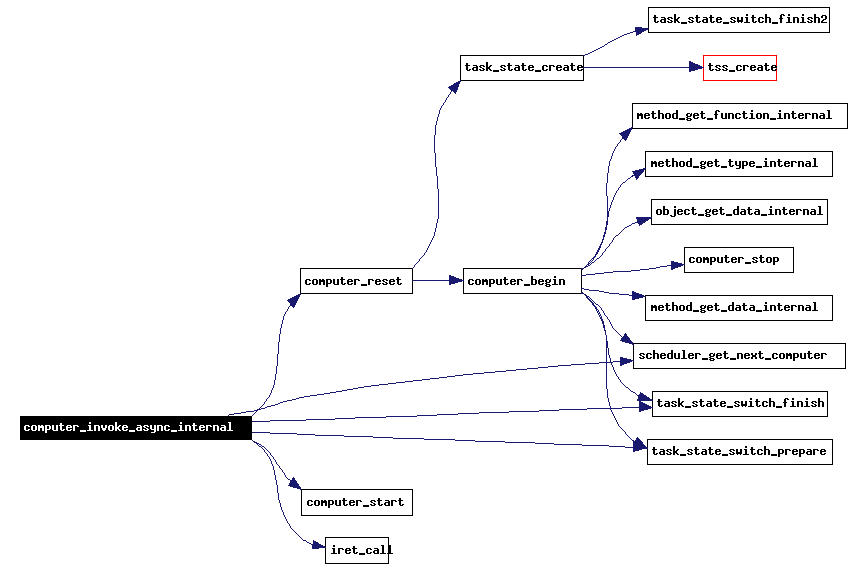 task_state_switch_finish2
task_state_create
tss_create
method_get_function_internal
method_get_type_internal
object_get_data_internal
computer_stop
computer_reset
computer_begin
method_get_data_internal
scheduler_get_next_computer
task_state_switch_finish
computer_invoke_async_internal
task_state_switch_prepare
computer_start
iret_call